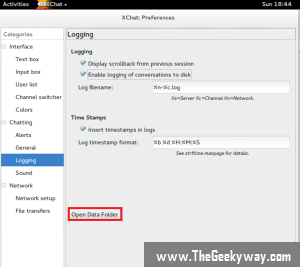 Activities XChat Sun 18:44
XChat: Preferences
Categories
Interface
Text box
Input box
User list
Channel switcher
Colors
Chatting
Alerts
General
Logging
Sound
Network
Network setup
File transfers
Logging
Logging
Display scrollback from previous session
Enable logging of conversations to disk
Log filename: %n-%c.log
%s=Server %c=Channel %n=Network.
Time Stamps
Insert timestamps in logs
Log timestamp format: %b %d %H:%M:%S
See strftime manpage for details.
Open Data Folder
www.TheGeekyway.com